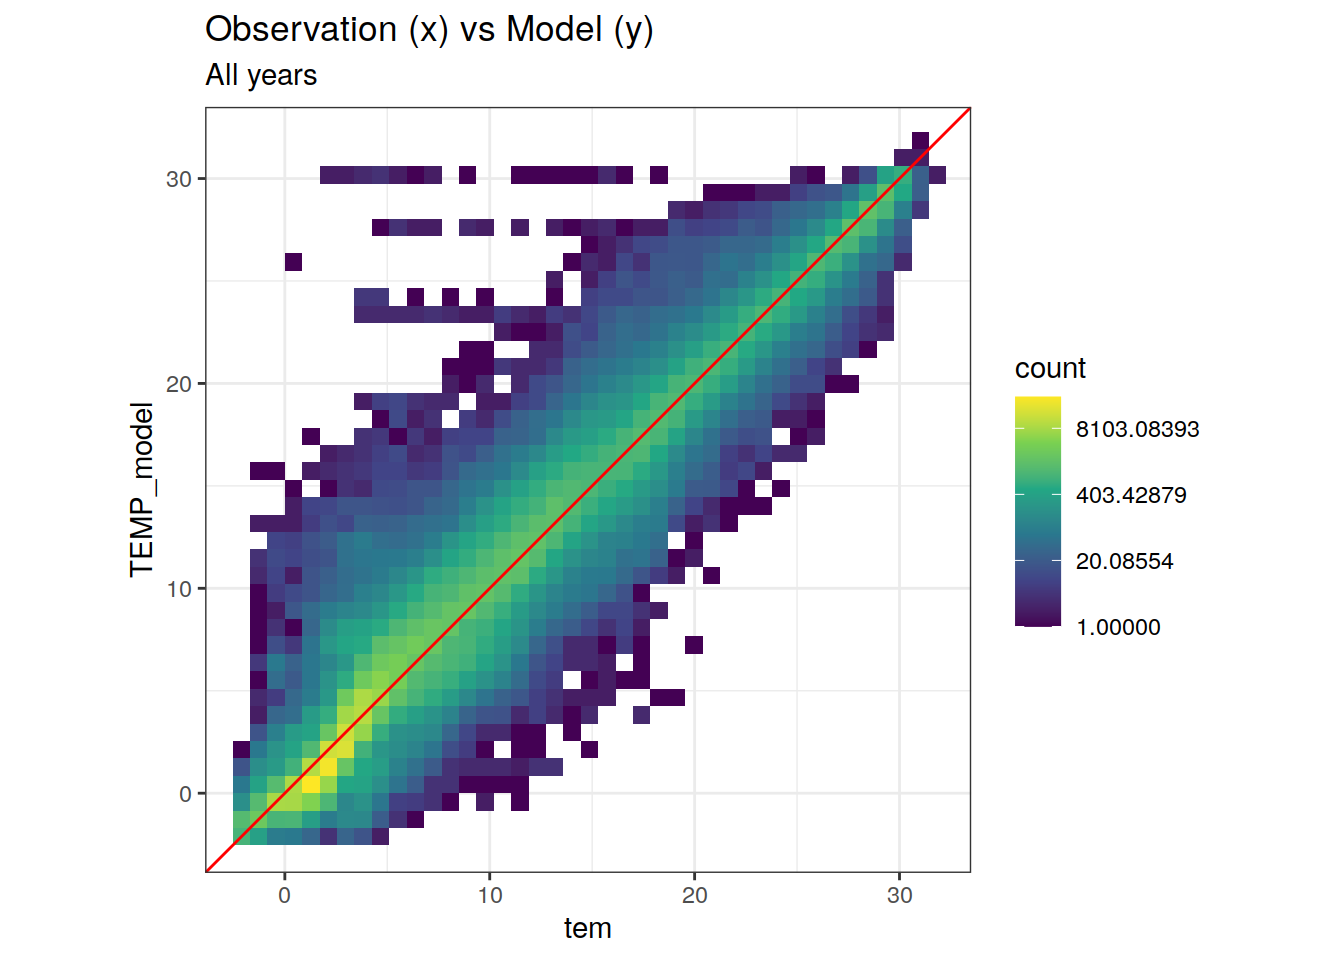 Observation (x) vs Model (y)
All years
TEMP_model
30
20
10
0
0 10 20 30
tem
count
8103.08393
403.42879
20.08554
1.00000